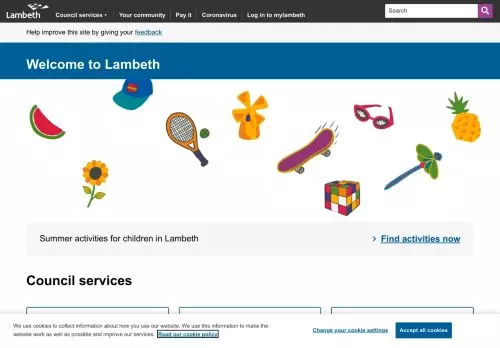 Lambeth
Council services
Your community
Pay it
Coronavirus
Log in to mylambeth
Search
Help improve this site by giving your feedback
Welcome to Lambeth
Summer activities for children in Lambeth
Find activities now
Council services
We use cookies to collect information about how you use our website. We use this information to make the
website work as well as possible and improve our services. Read our cookie policy
Change your cookie settings
Accept all cookies